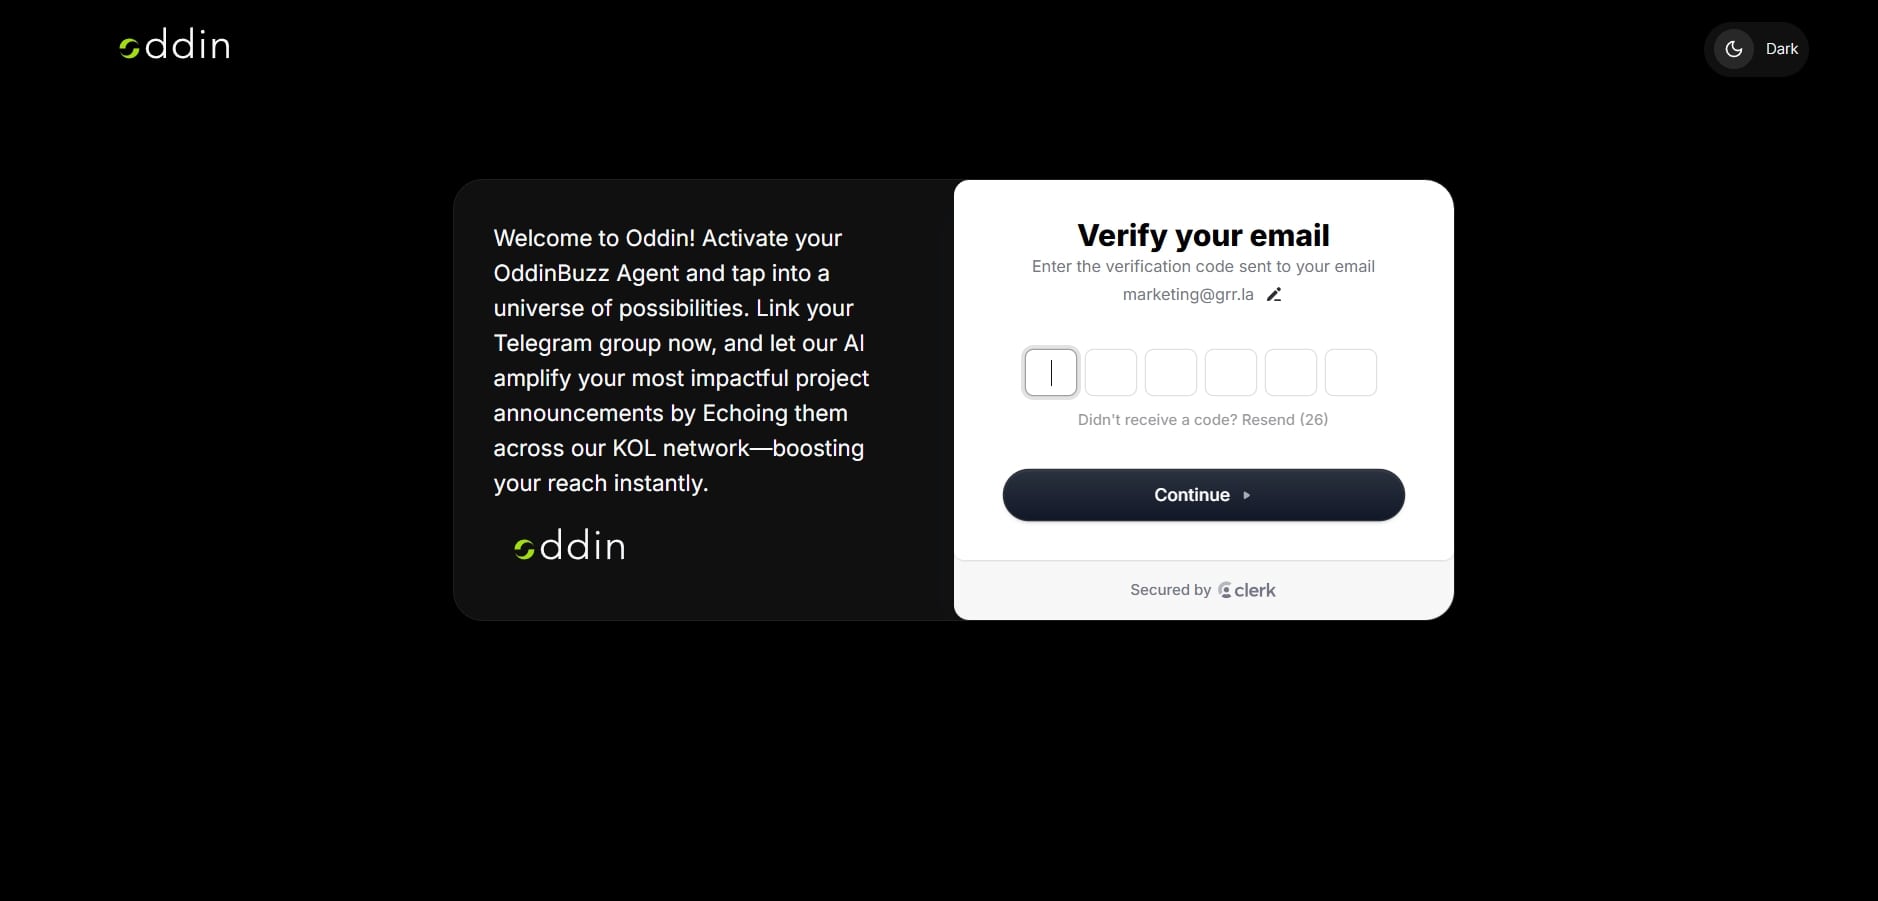 oddin
Dark
Welcome to Oddin! Activate your
OddinBuzz Agent and tap into a
universe of possibilities. Link your
Telegram group now, and let our AI
amplify your most impactful project
announcements by Echoing them
across our KOL network—boosting
your reach instantly.
oddin
Verify your email
Enter the verification code sent to your email
marketing@grr.la
Didn't receive a code? Resend (26)
Continue
Secured by clerk